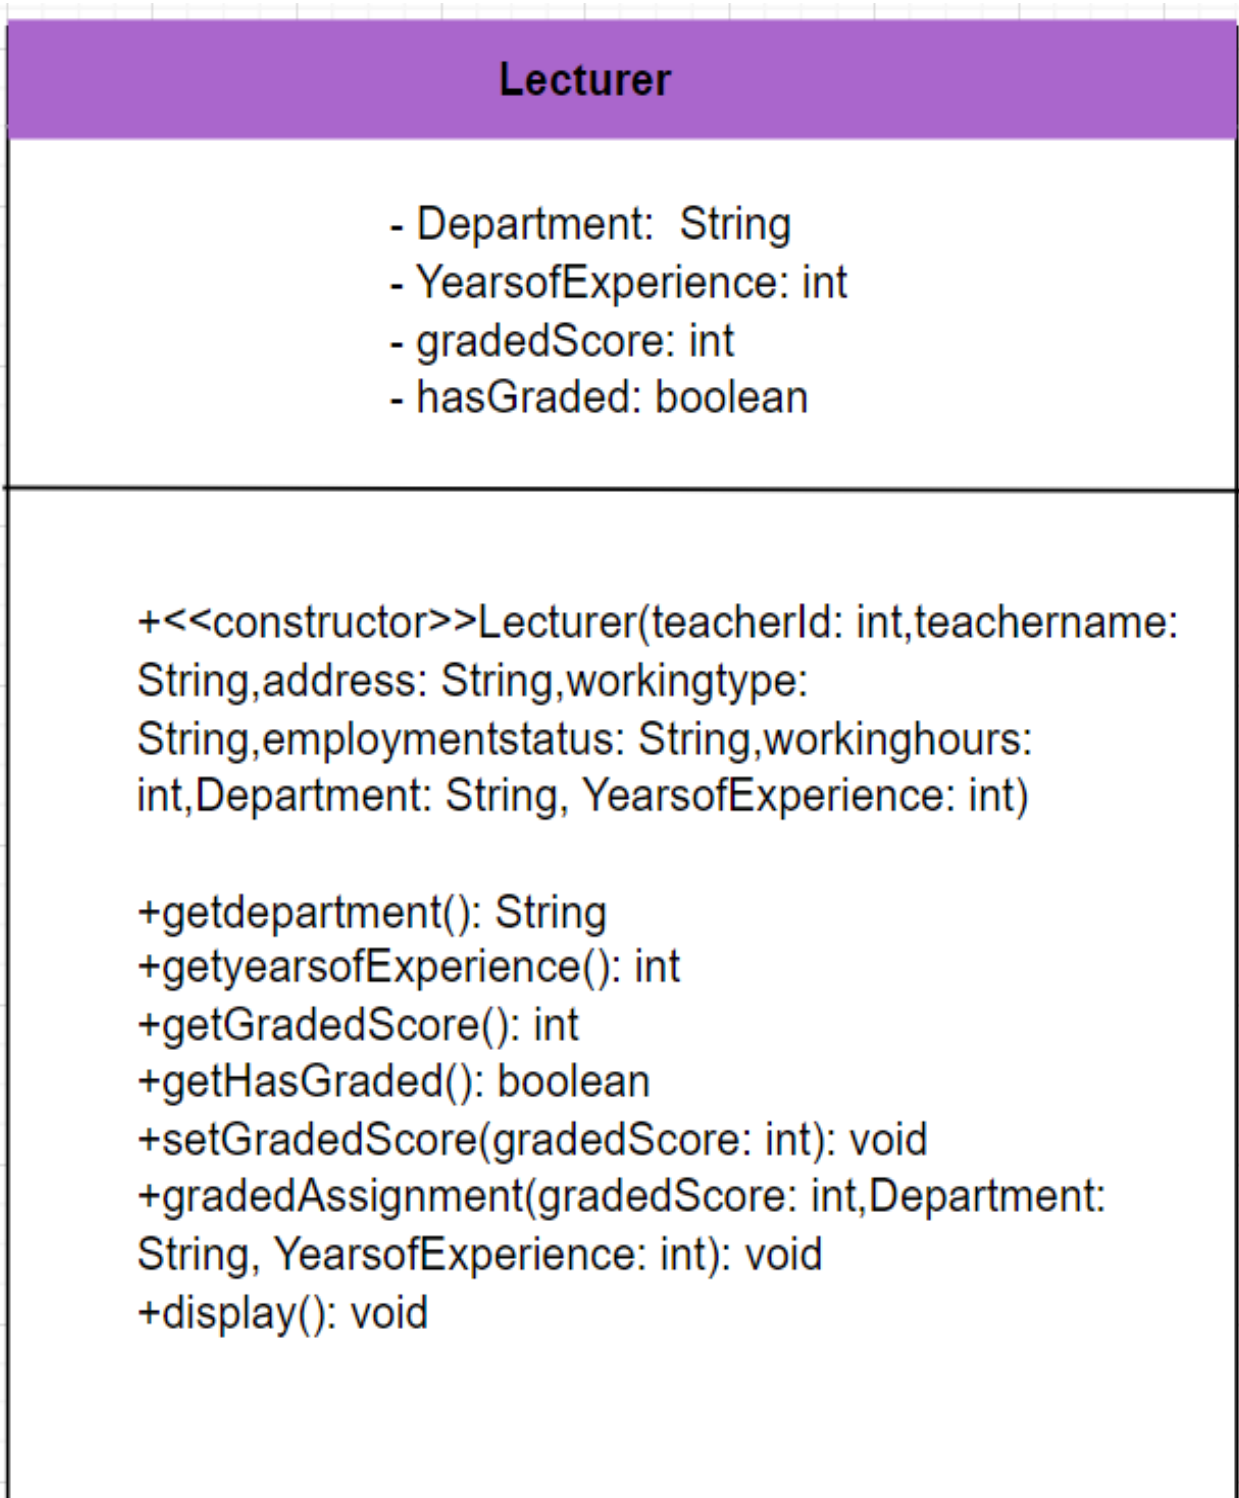 Lecturer
- Department:  String
- YearsofExperience: int
- gradedScore: int
- hasGraded: boolean
+<<constructor>>Lecturer(teacherId: int,teachername:
String,address: String,workingtype:
String,employmentstatus: String,workinghours:
int,Department: String, YearsofExperience: int)
+getdepartment(): String
+getyearsofExperience(): int
+getGradedScore(): int
+getHasGraded(): boolean
+setGradedScore(gradedScore: int): void
+gradedAssignment(gradedScore: int,Department:
String, YearsofExperience: int): void
+display(): void